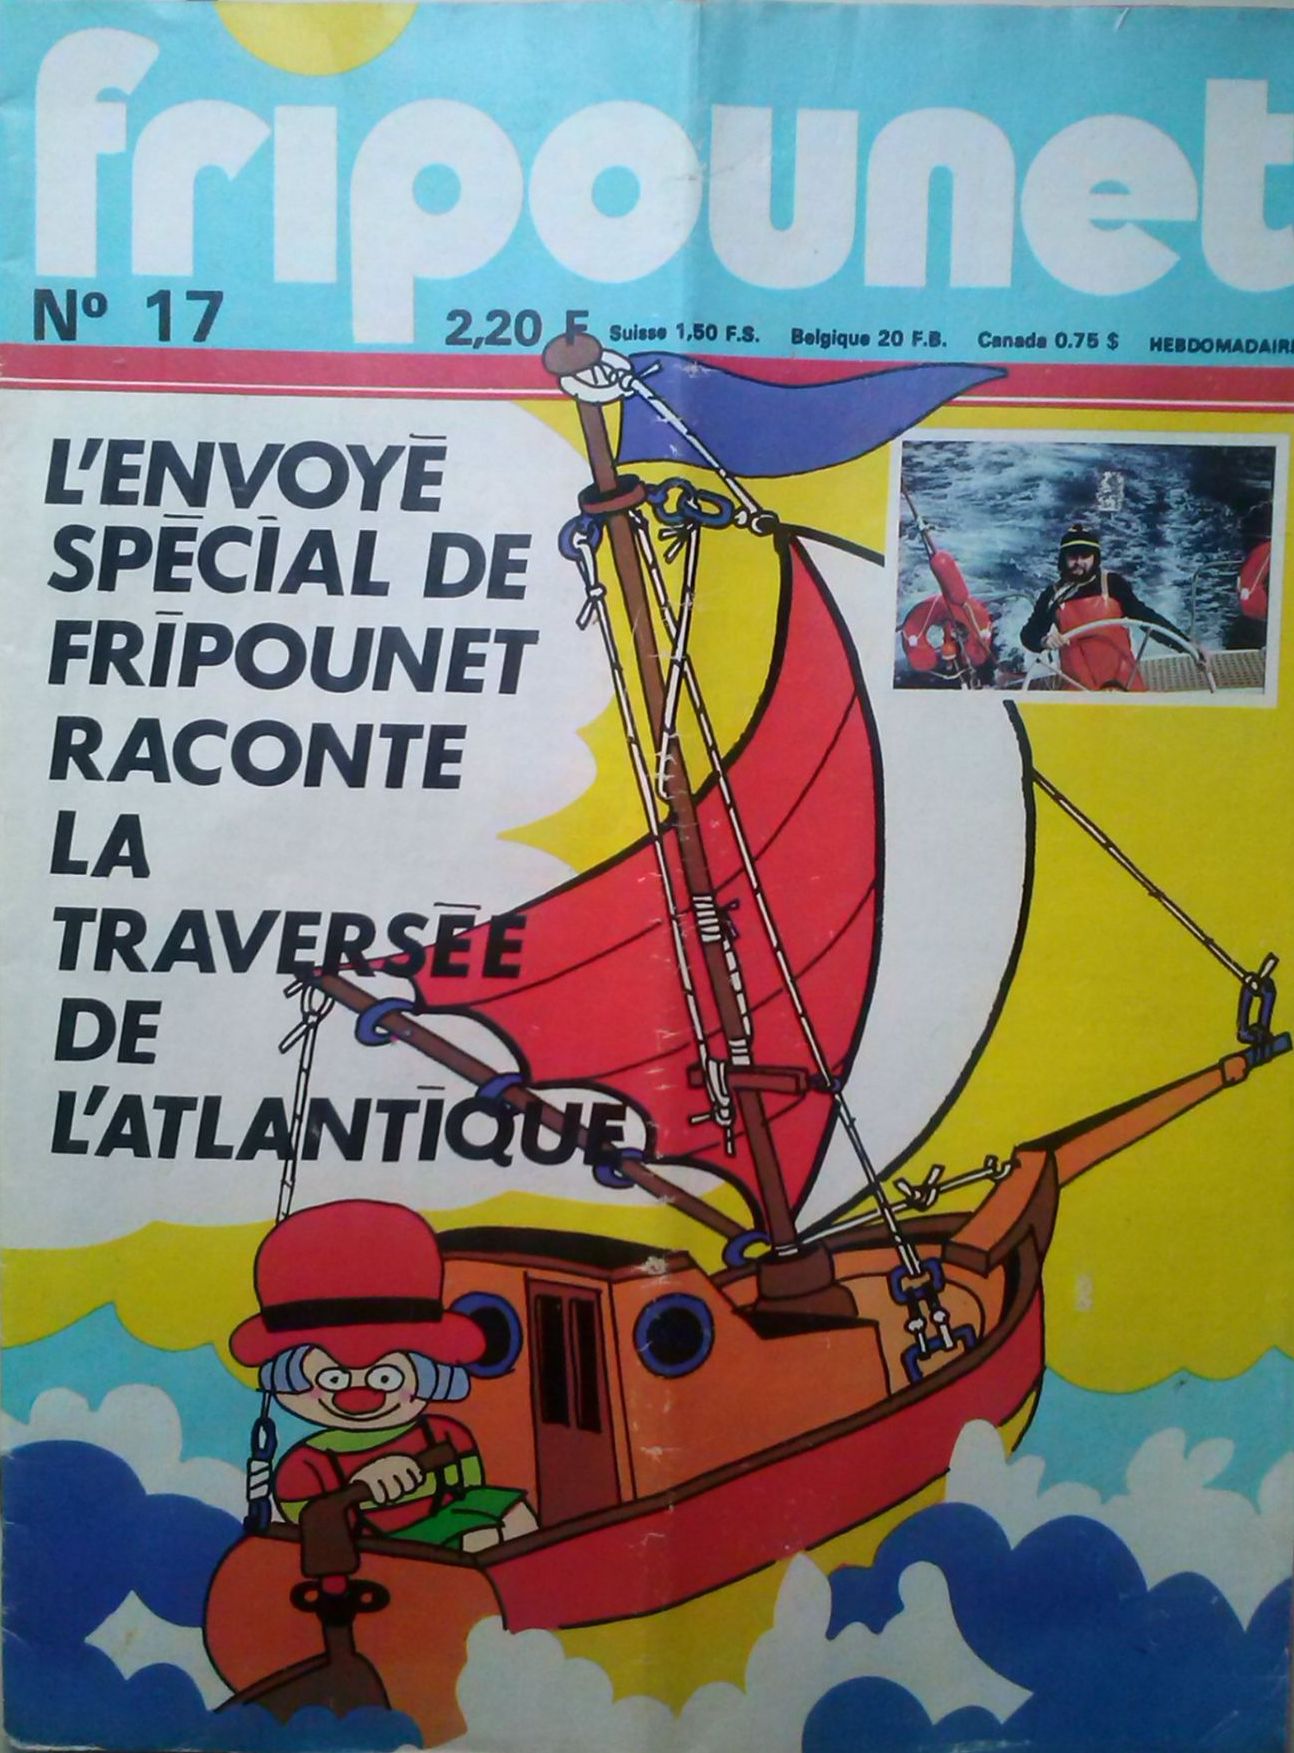 fripounet
Nº 17
2,20 F Suisse 1,50 F.S. Belgique 20 F.B. Canada 0.75 $ HEBDOMADAIRE
L'ENVOYÉ
SPÉCIAL DE
FRIPOUNET
RACONTE
LA
TRAVERSÉE
DE
L'ATLANTIQUE